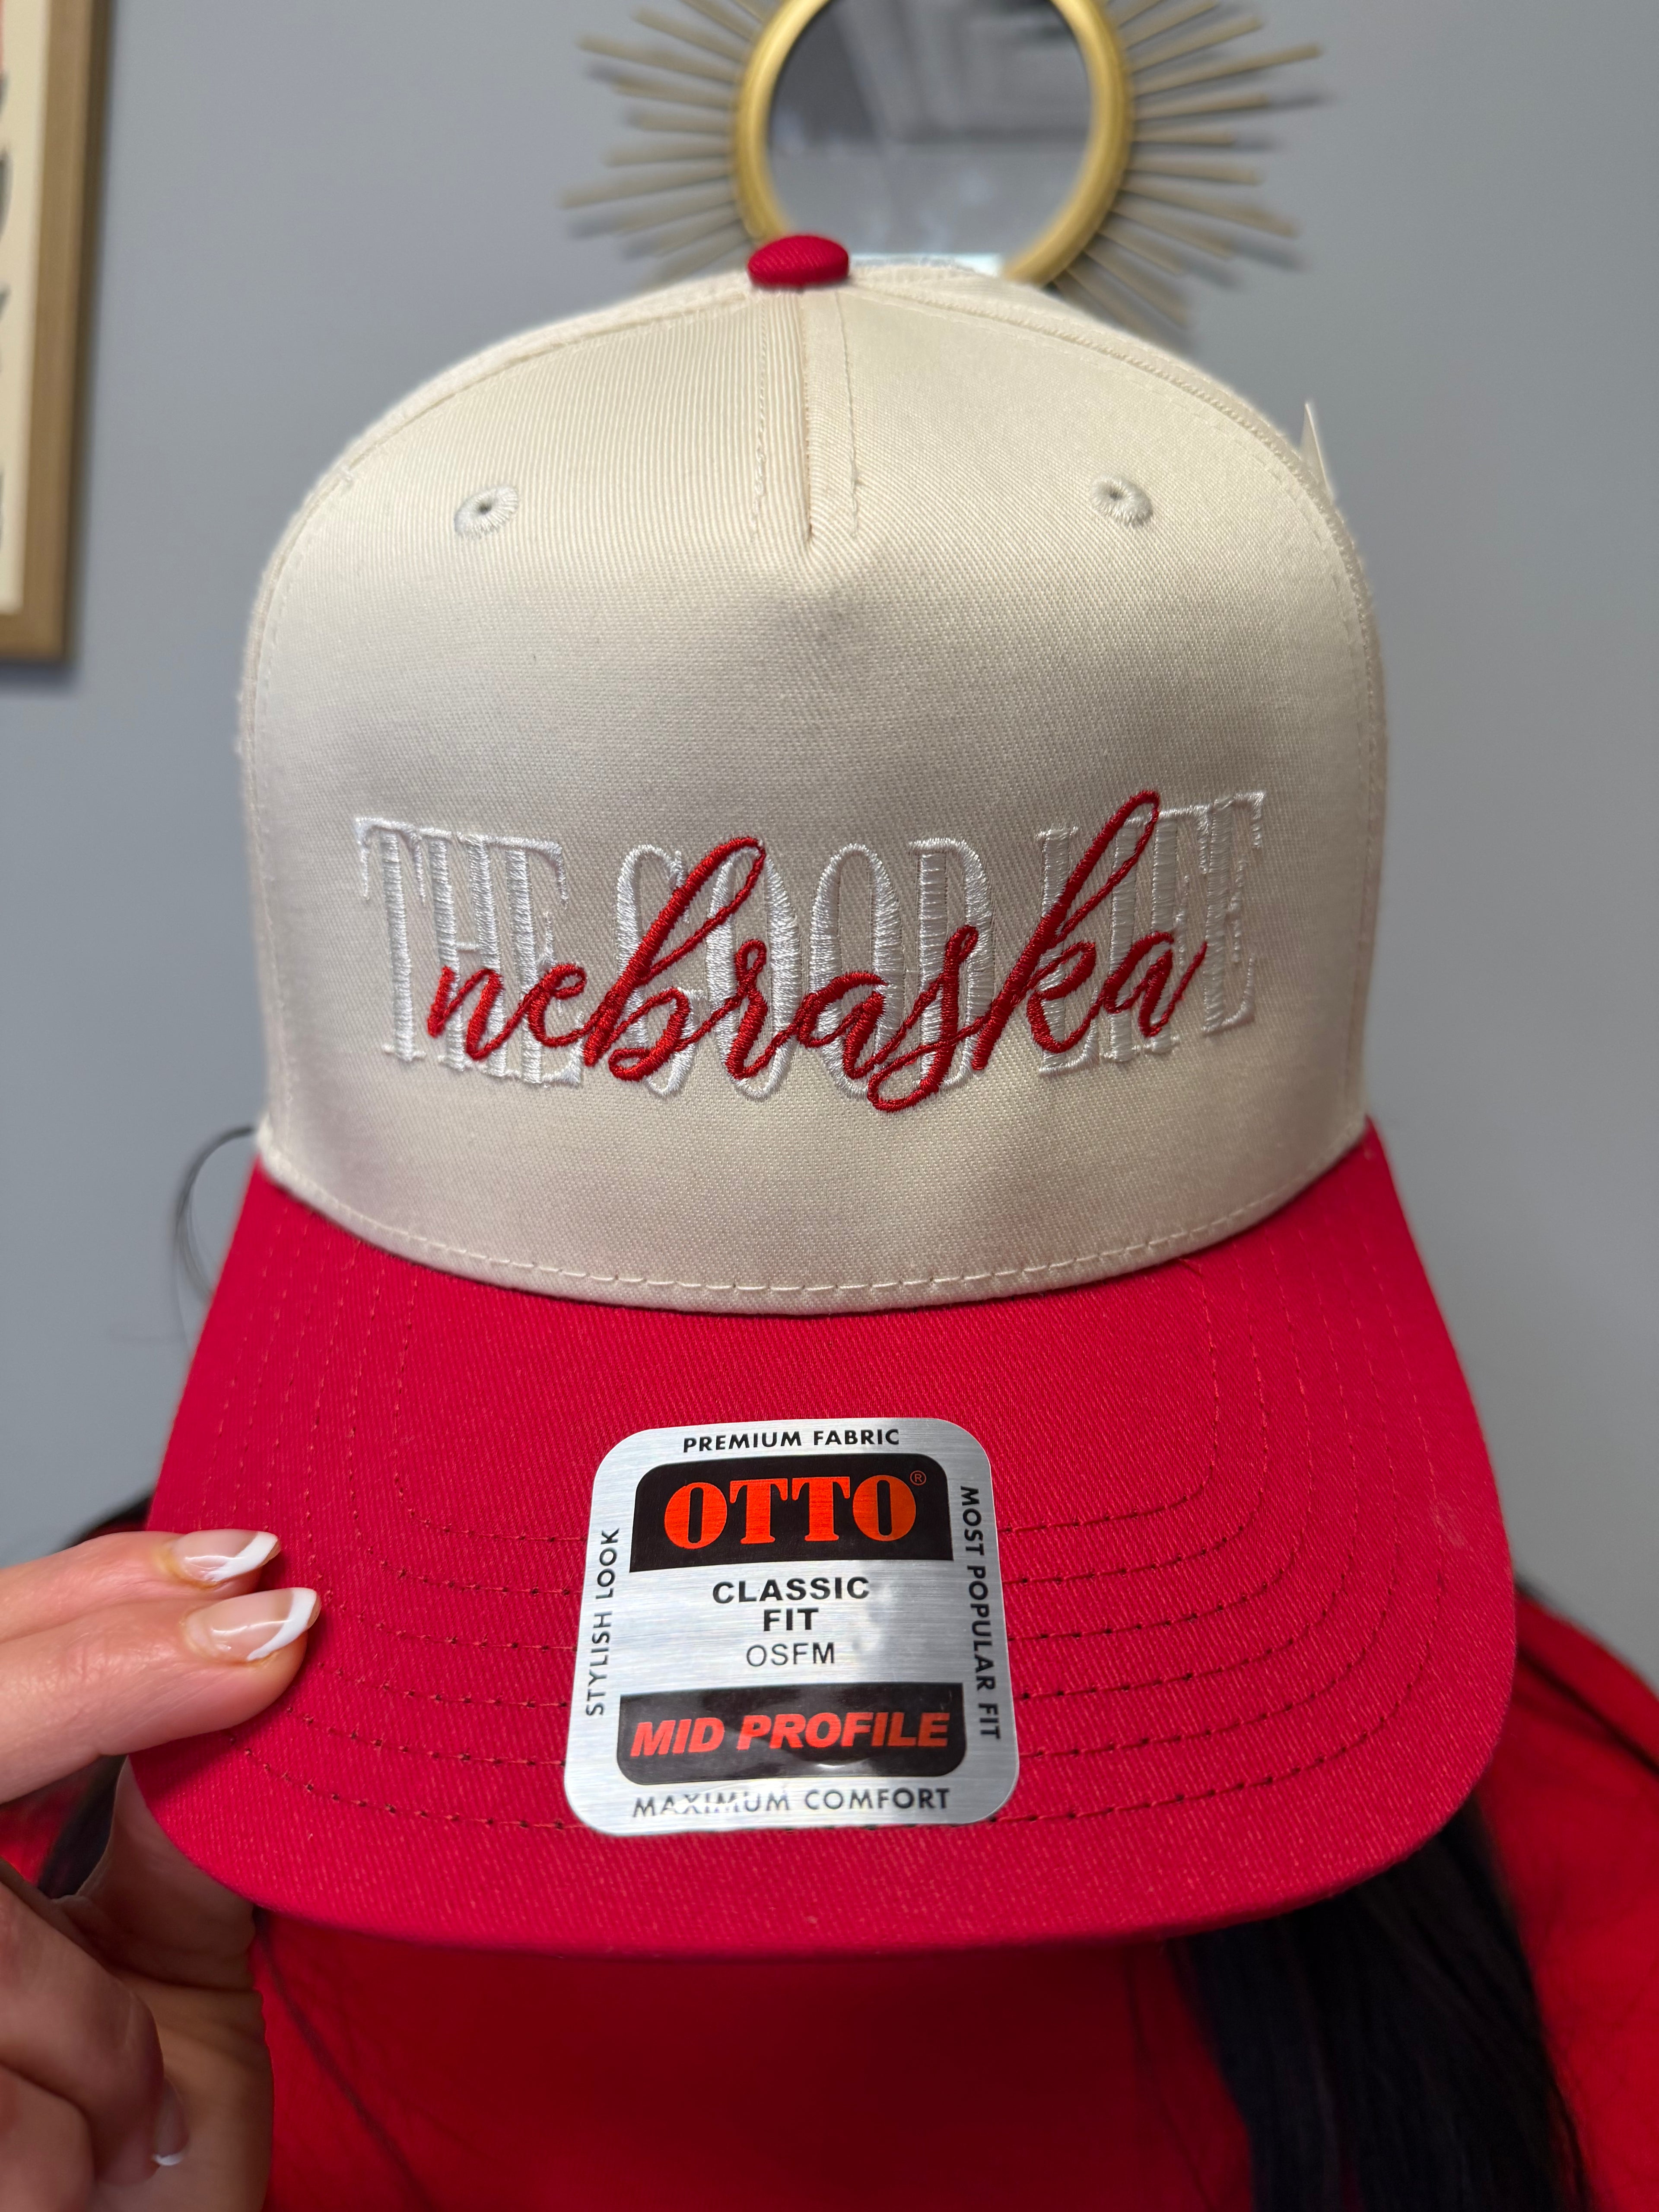 THE GOOD LIFE
nebraska
PREMIUM FABRIC
OTTO®
STYLISH LOOK
MOST POPULAR FIT
CLASSIC
FIT
OSFM
MID PROFILE
MAXIMUM COMFORT